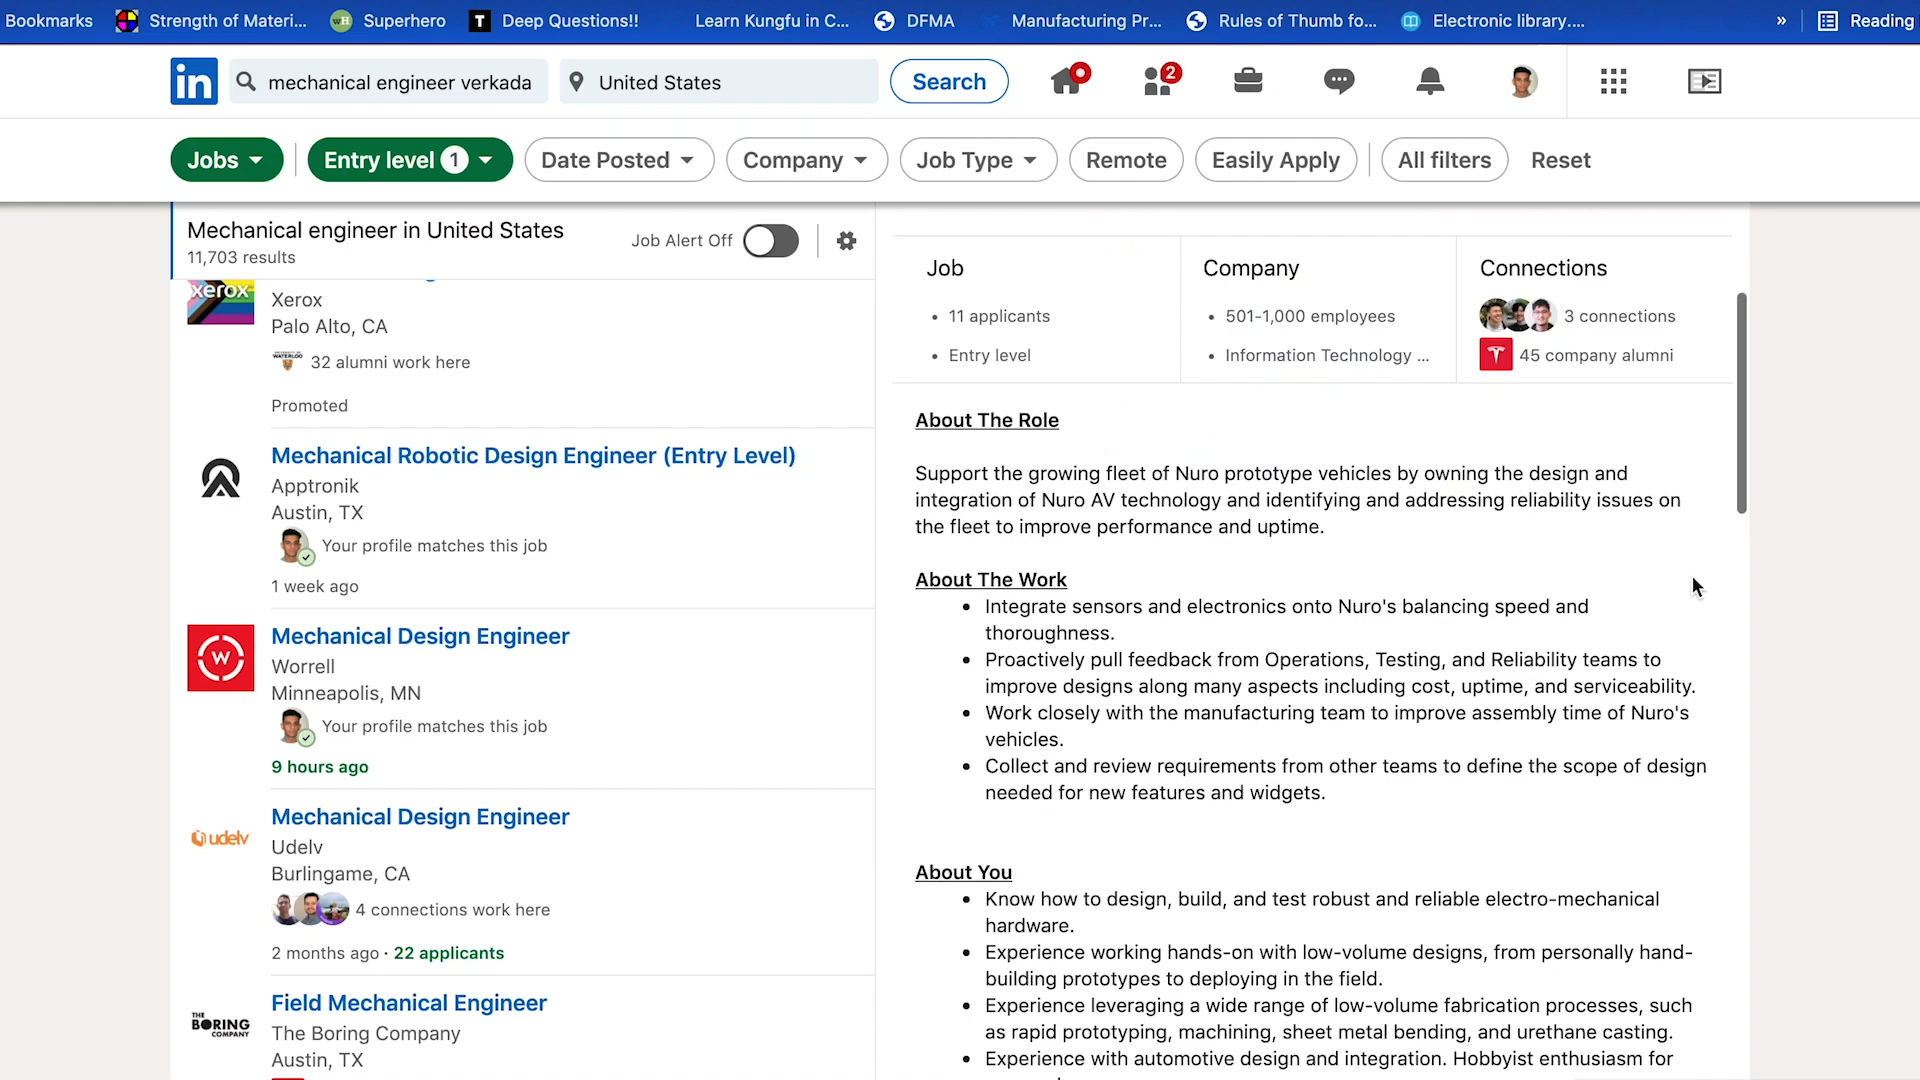 Bookmarks
Strength of Materi...
wH
Superhero
T
Deep Questions!!
Learn Kungfu in C...
DFMA
Manufacturing Pr...
Rules of Thumb fo...
Electronic library....
»
Reading
in
mechanical engineer verkada
United States
Search
2
Jobs
Entry level 1
Date Posted
Company
Job Type
Remote
Easily Apply
All filters
Reset
Mechanical engineer in United States
11,703 results
Job Alert Off
xerox
Xerox
Palo Alto, CA
WATERLOO
32 alumni work here
Promoted
Mechanical Robotic Design Engineer (Entry Level)
Apptronik
Austin, TX
Your profile matches this job
1 week ago
W
Mechanical Design Engineer
Worrell
Minneapolis, MN
Your profile matches this job
9 hours ago
udelv
Mechanical Design Engineer
Udelv
Burlingame, CA
4 connections work here
2 months ago · 22 applicants
THE
BORING
COMPANY
Field Mechanical Engineer
The Boring Company
Austin, TX
Job
• 11 applicants
• Entry level
Company
• 501-1,000 employees
• Information Technology ...
Connections
3 connections
45 company alumni
About The Role
Support the growing fleet of Nuro prototype vehicles by owning the design and
integration of Nuro AV technology and identifying and addressing reliability issues on
the fleet to improve performance and uptime.
About The Work
• Integrate sensors and electronics onto Nuro's balancing speed and
thoroughness.
• Proactively pull feedback from Operations, Testing, and Reliability teams to
improve designs along many aspects including cost, uptime, and serviceability.
• Work closely with the manufacturing team to improve assembly time of Nuro's
vehicles.
• Collect and review requirements from other teams to define the scope of design
needed for new features and widgets.
About You
• Know how to design, build, and test robust and reliable electro-mechanical
hardware.
• Experience working hands-on with low-volume designs, from personally hand-
building prototypes to deploying in the field.
• Experience leveraging a wide range of low-volume fabrication processes, such
as rapid prototyping, machining, sheet metal bending, and urethane casting.
• Experience with automotive design and integration. Hobbyist enthusiasm for